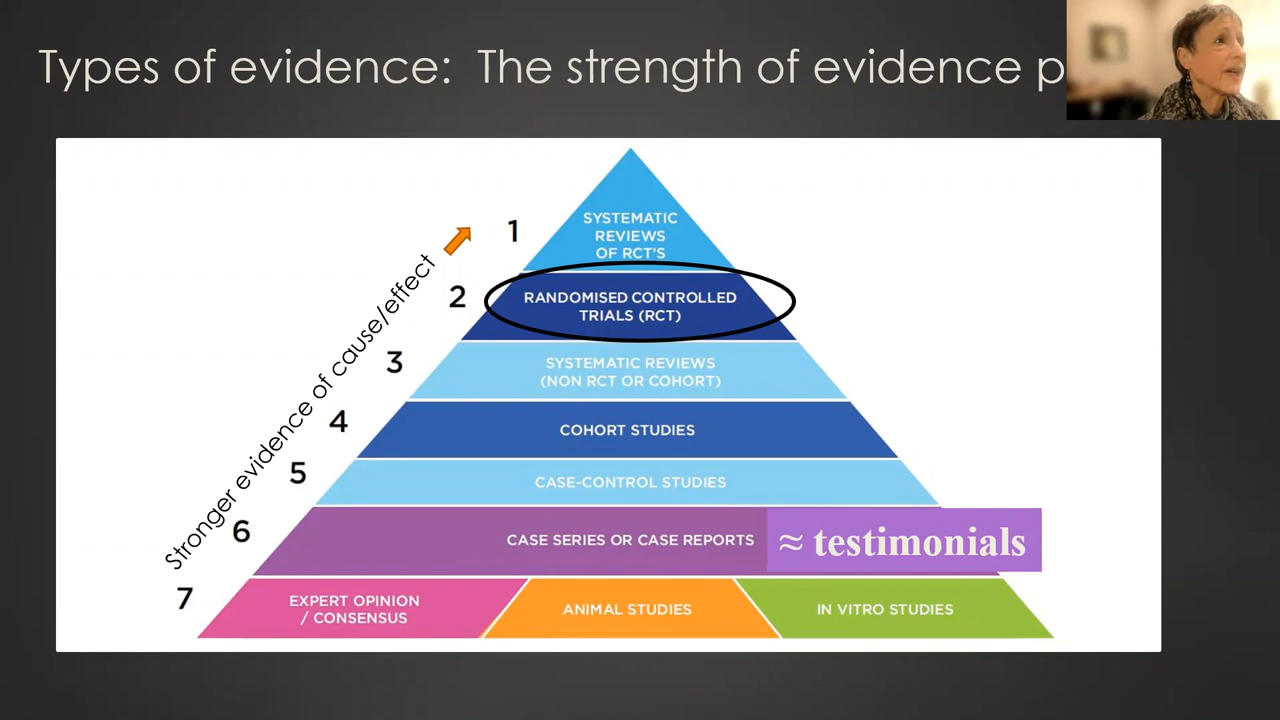 Types of evidence: The strength of evidence p
Stronger evidence of cause/effect
1
SYSTEMATIC
REVIEWS
OF RCT'S
2
RANDOMISED CONTROLLED
TRIALS (RCT)
3
SYSTEMATIC REVIEWS
(NON RCT OR COHORT)
4
COHORT STUDIES
5
CASE-CONTROL STUDIES
6
CASE SERIES OR CASE REPORTS
≈ testimonials
7
EXPERT OPINION
/ CONSENSUS
ANIMAL STUDIES
IN VITRO STUDIES